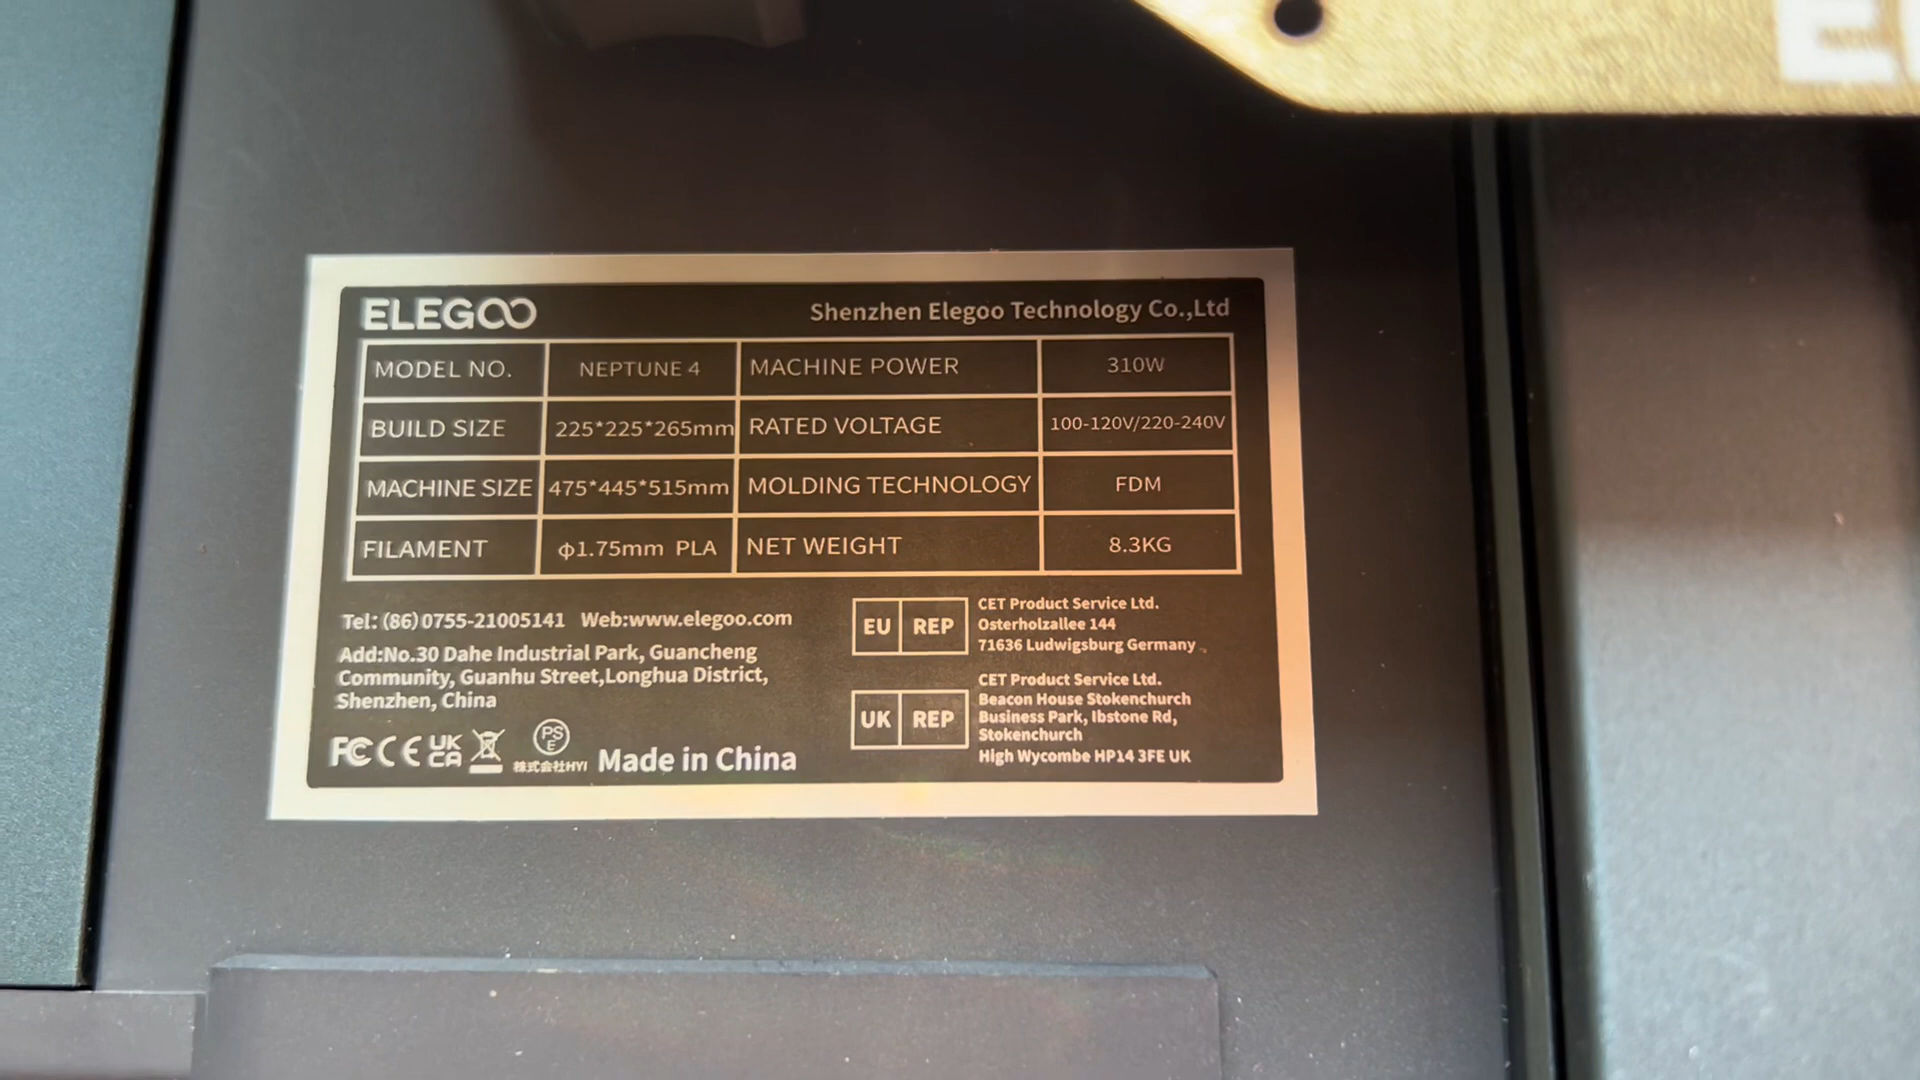 ELEGOO
Shenzhen Elegoo Technology Co.,Ltd
MODEL NO. NEPTUNE 4 MACHINE POWER 310W
BUILD SIZE 225*225*265mm RATED VOLTAGE 100-120V/220-240V
MACHINE SIZE 475*445*515mm MOLDING TECHNOLOGY FDM
FILAMENT ф1.75mm PLA NET WEIGHT 8.3KG
Tel: (86)0755-21005141 Web:www.elegoo.com
Add:No.30 Dahe Industrial Park, Guancheng
Community, Guanhu Street,Longhua District,
Shenzhen, China
FC CE UK CA
PS E
株式会社HYI
Made in China
EU REP
CET Product Service Ltd.
Osterholzallee 144
71636 Ludwigsburg Germany
UK REP
CET Product Service Ltd.
Beacon House Stokenchurch
Business Park, Ibstone Rd,
Stokenchurch
High Wycombe HP14 3FE UK